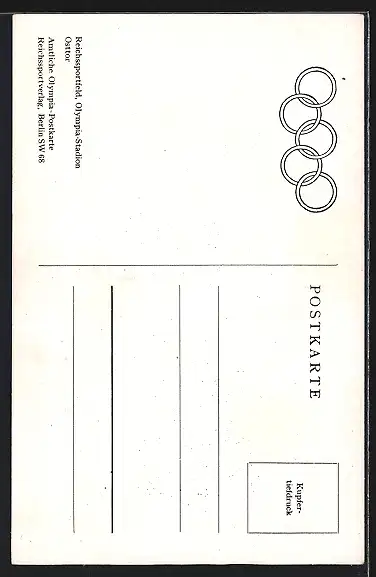 Reichssportfeld, Olympia-Stadion
Osttor
Amtliche Olympia-Postkarte
Reichssportverlag, Berlin SW 68
POSTKARTE
Kupfer-
tiefdruck